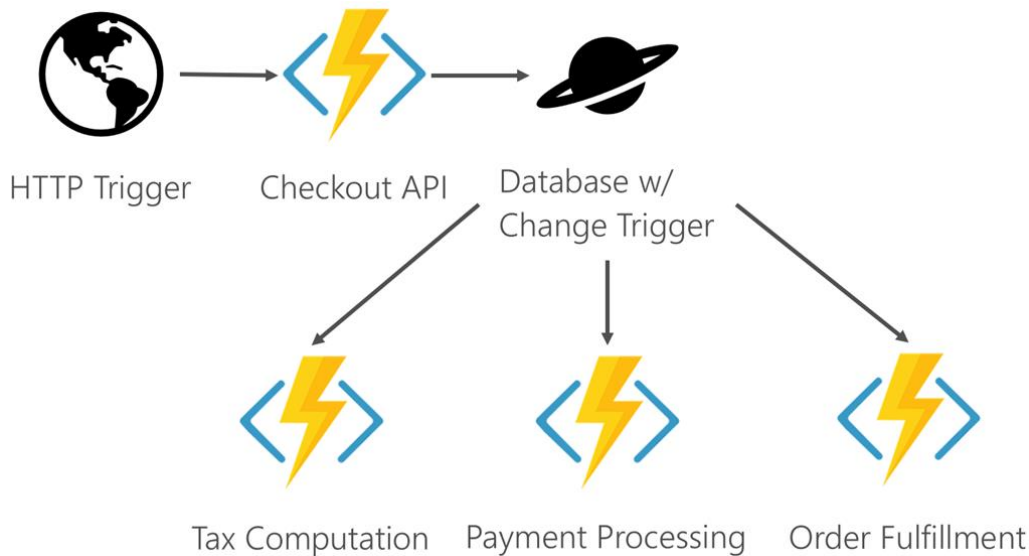 HTTP Trigger
Checkout API
Database w/
Change Trigger
Tax Computation
Payment Processing
Order Fulfillment